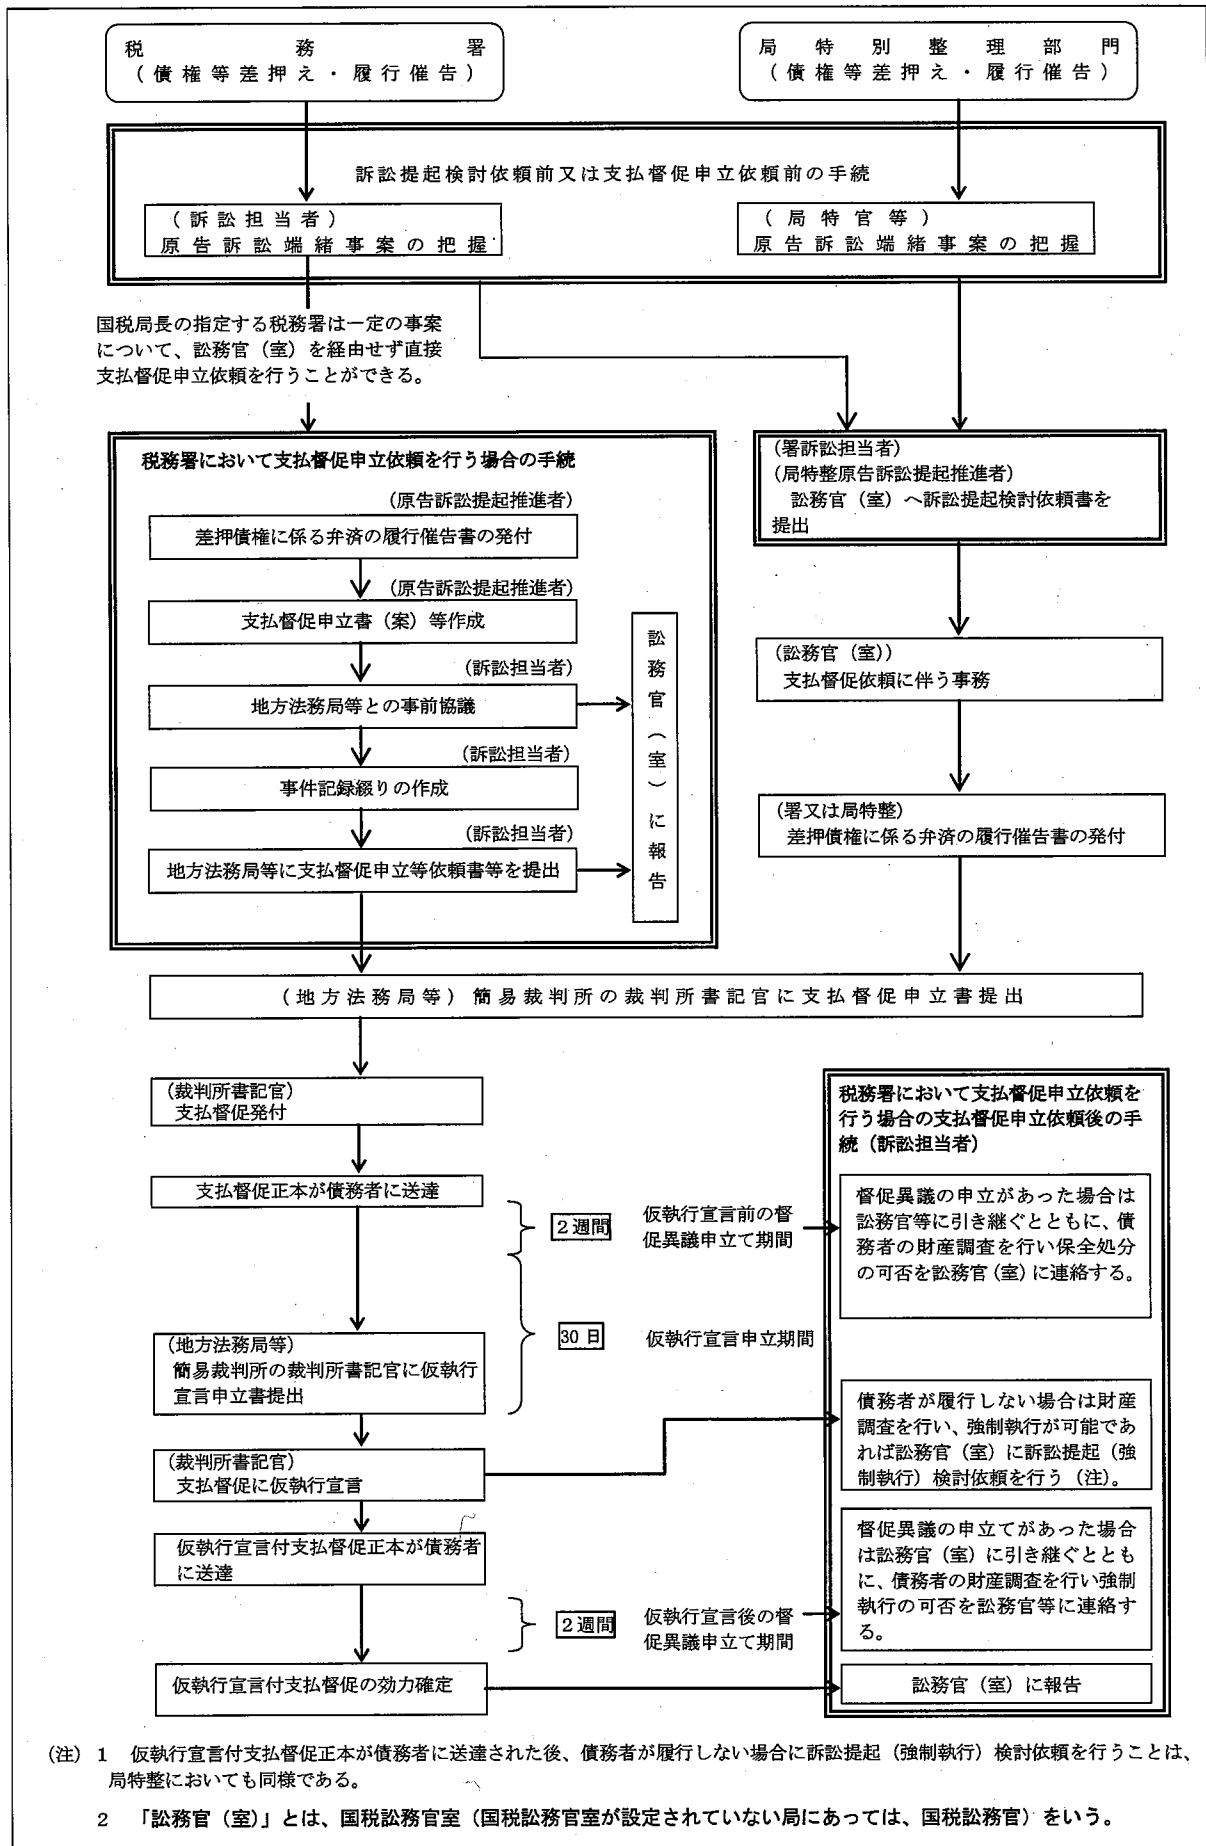 税務署
（債権等差押え・履行催告）
局特別整理部門
（債権等差押え・履行催告）
訴訟提起検討依頼前又は支払督促申立依頼前の手続
（訴訟担当者）
原告訴訟端緒事案の把握
（局特官等）
原告訴訟端緒事案の把握
国税局長の指定する税務署は一定の事案
について、訟務官（室）を経由せず直接
支払督促申立依頼を行うことができる。
税務署において支払督促申立依頼を行う場合の手続
(原告訴訟提起推進者)
差押債権に係る弁済の履行催告書の発付
(原告訴訟提起推進者)
支払督促申立書（案）等作成
(訴訟担当者)
地方法務局等との事前協議
(訴訟担当者)
事件記録綴りの作成
(訴訟担当者)
地方法務局等に支払督促申立等依頼書等を提出
訟務官（室）に報告
(署訴訟担当者)
(局特整原告訴訟提起推進者)
訟務官（室）へ訴訟提起検討依頼書を
提出
(訟務官（室）)
支払督促依頼に伴う事務
(署又は局特整)
差押債権に係る弁済の履行催告書の発付
（地方法務局等）簡易裁判所の裁判所書記官に支払督促申立書提出
(裁判所書記官)
支払督促発付
支払督促正本が債務者に送達
2週間
仮執行宣言前の督
促異議申立て期間
30日
仮執行宣言申立期間
(地方法務局等)
簡易裁判所の裁判所書記官に仮執行
宣言申立書提出
(裁判所書記官)
支払督促に仮執行宣言
仮執行宣言付支払督促正本が債務者
に送達
2週間
仮執行宣言後の督
促異議申立て期間
仮執行宣言付支払督促の効力確定
税務署において支払督促申立依頼を
行う場合の支払督促申立依頼後の手
続（訴訟担当者）
督促異議の申立があった場合は
訟務官等に引き継ぐとともに、債
務者の財産調査を行い保全処分
の可否を訟務官（室）に連絡する。
債務者が履行しない場合は財産
調査を行い、強制執行が可能であ
れば訟務官（室）に訴訟提起（強
制執行）検討依頼を行う（注）。
督促異議の申立てがあった場合
は訟務官（室）に引き継ぐととも
に、債務者の財産調査を行い強制
執行の可否を訟務官等に連絡す
る。
訟務官（室）に報告
(注) 1 仮執行宣言付支払督促正本が債務者に送達された後、債務者が履行しない場合に訴訟提起（強制執行）検討依頼を行うことは、
局特整においても同様である。
2 「訟務官（室）」とは、国税訟務官室（国税訟務官室が設定されていない局にあっては、国税訟務官）をいう。